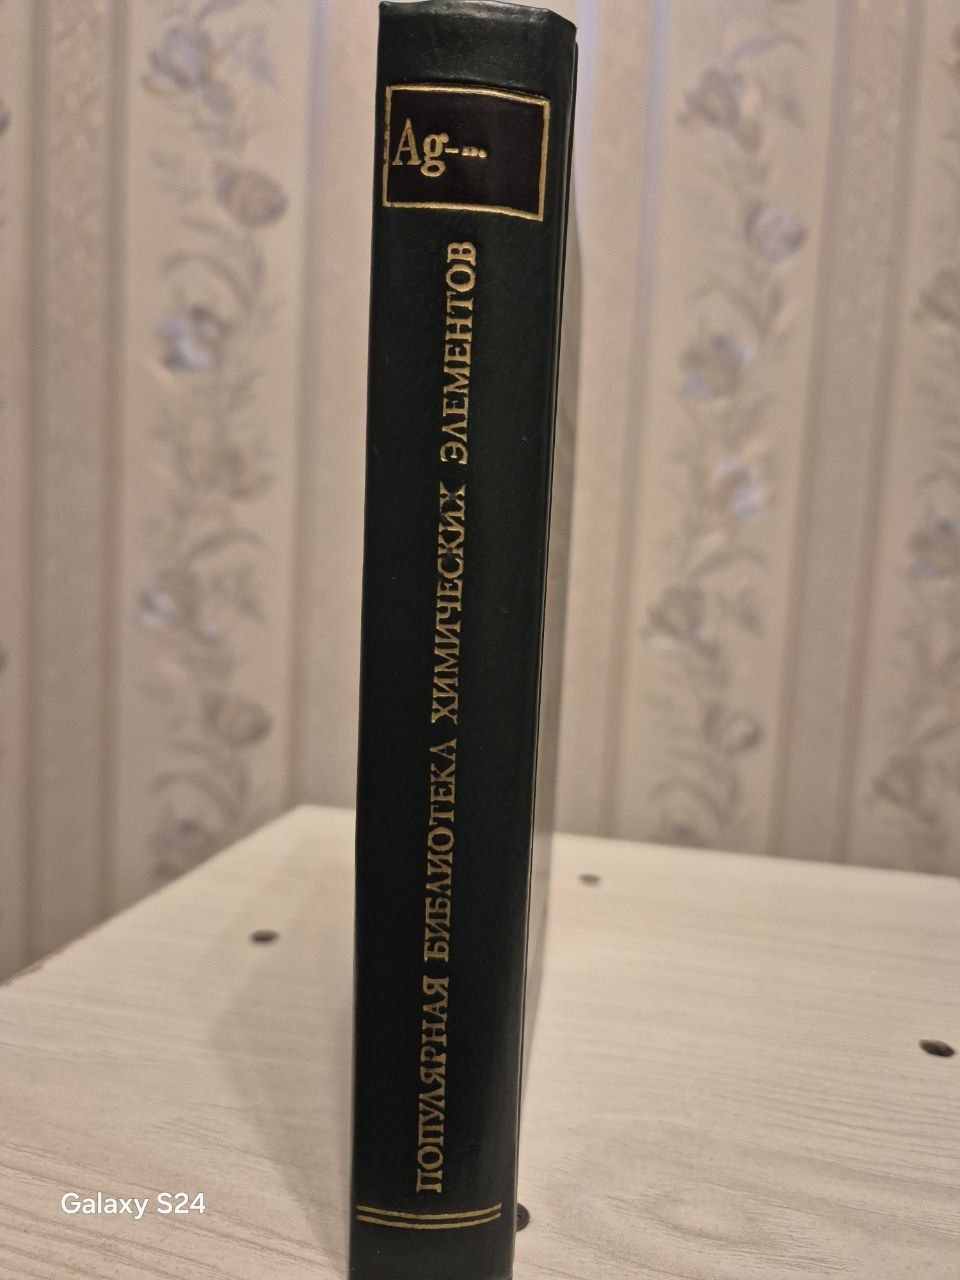 Ag-...
ПОПУЛЯРНАЯ БИБЛИОТЕКА ХИМИЧЕСКИХ ЭЛЕМЕНТОВ
Galaxy S24